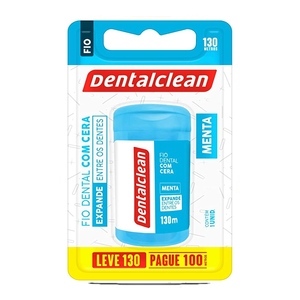 FIO
130
METROS
Dentalclean
FIO DENTAL COM CERA
EXPANDE
ENTRE OS DENTES
MENTA
Dentalclean
FIO
DENTAL
COM
CERA
MENTA
EXPANDE
ENTRE OS
DENTES
130m
CONTÉM
1 UNID.
LEVE 130 PAGUE 100